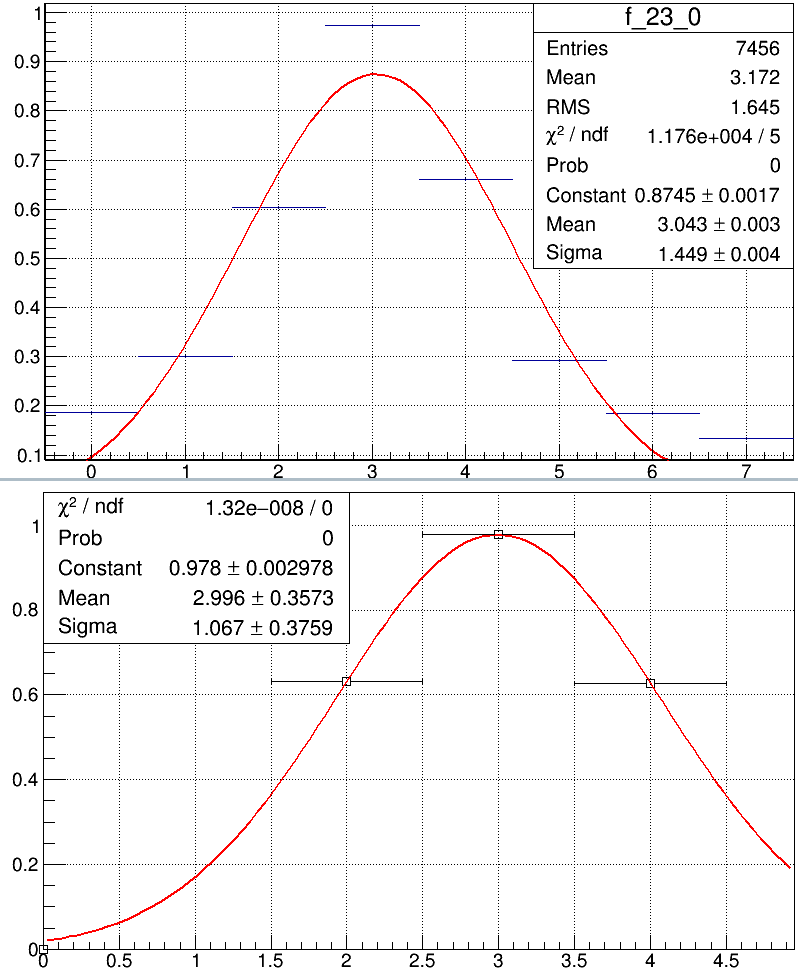 f_23_0
Entries 7456
Mean 3.172
RMS 1.645
χ² / ndf 1.176e+004 / 5
Prob 0
Constant 0.8745 ± 0.0017
Mean 3.043 ± 0.003
Sigma 1.449 ± 0.004
1
0.9
0.8
0.7
0.6
0.5
0.4
0.3
0.2
0.1
0 1 2 3 4 5 6 7
χ² / ndf 1.32e−008 / 0
Prob 0
Constant 0.978 ± 0.002978
Mean 2.996 ± 0.3573
Sigma 1.067 ± 0.3759
1
0.8
0.6
0.4
0.2
0
0 0.5 1 1.5 2 2.5 3 3.5 4 4.5